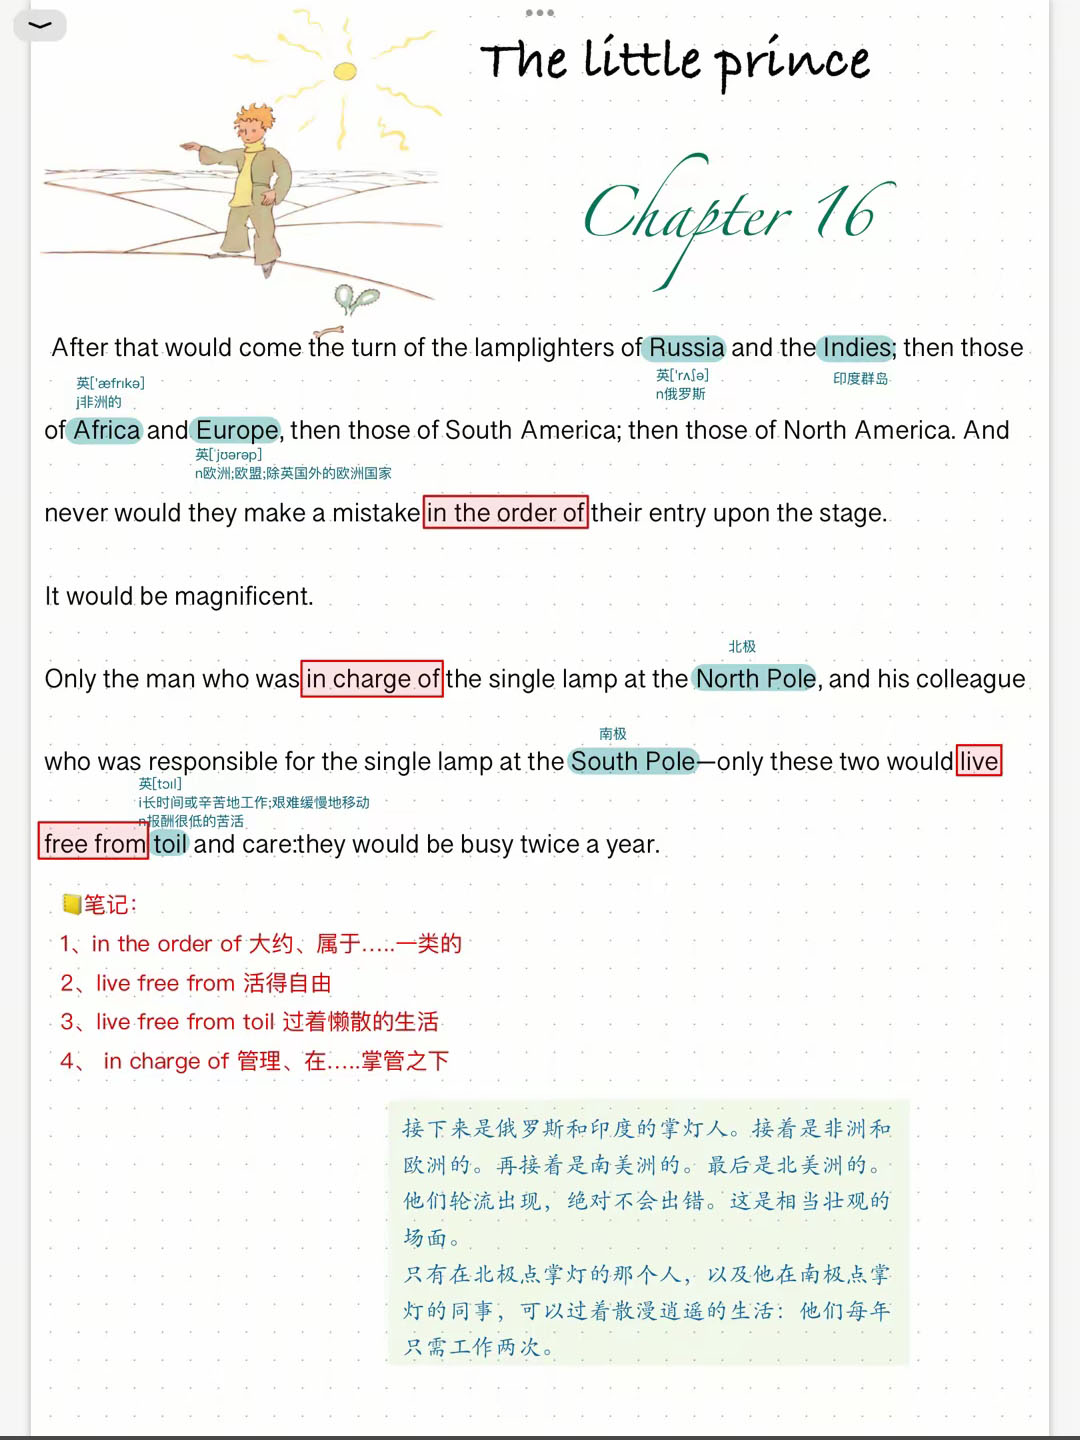 The little prince
Chapter 16
After that would come the turn of the lamplighters of Russia and the Indies; then those
英['æfrɪkə]
j非洲的
英['rʌʃə]
n俄罗斯
印度群岛
of Africa and Europe, then those of South America; then those of North America. And
英['jʊərəp]
n欧洲;欧盟;除英国外的欧洲国家
never would they make a mistake in the order of their entry upon the stage.
It would be magnificent.
北极
Only the man who was in charge of the single lamp at the North Pole, and his colleague
南极
who was responsible for the single lamp at the South Pole—only these two would live
英[tɔɪl]
i长时间或辛苦地工作;艰难缓慢地移动
n报酬很低的苦活
free from toil and care:they would be busy twice a year.
笔记：
1、in the order of 大约、属于…..一类的
2、live free from 活得自由
3、live free from toil 过着懒散的生活
4、 in charge of 管理、在…..掌管之下
接下来是俄罗斯和印度的掌灯人。接着是非洲和
欧洲的。再接着是南美洲的。最后是北美洲的。
他们轮流出现，绝对不会出错。这是相当壮观的
场面。
只有在北极点掌灯的那个人，以及他在南极点掌
灯的同事，可以过着散漫逍遥的生活：他们每年
只需工作两次。